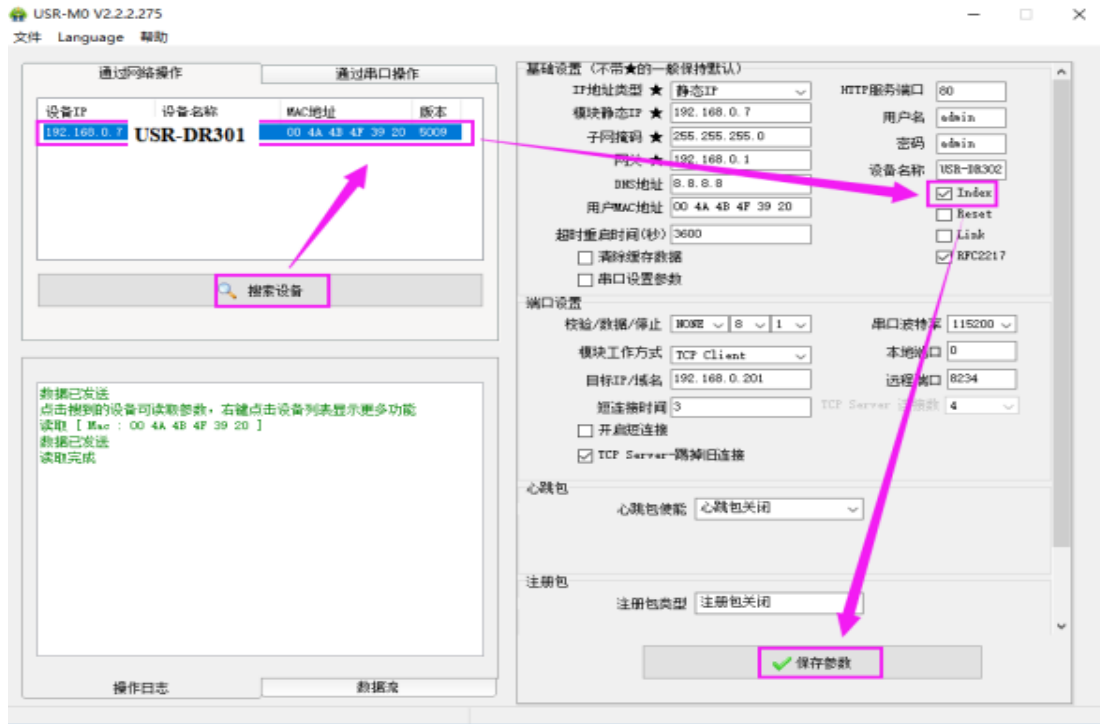 USR-M0 V2.2.2.275
文件 Language 帮助
通过网络操作 通过串口操作
设备IP 设备名称 MAC地址 版本
192.168.0.7 USR-DR301 00 4A 4B 4F 39 20 5009
搜索设备
数据已发送
点击搜到的设备可读取参数，右键点击设备列表显示更多功能
读取 [ Mac : 00 4A 4B 4F 39 20 ]
数据已发送
读取完成
操作日志 数据流
基础设置 (不带★的一般保持默认)
IP地址类型 ★ 静态IP
模块静态IP ★ 192.168.0.7
子网掩码 ★ 255.255.255.0
网关 ★ 192.168.0.1
DNS地址 8.8.8.8
用户MAC地址 00 4A 4B 4F 39 20
超时重启时间(秒) 3600
清除缓存数据
串口设置参数
HTTP服务端口 80
用户名 admin
密码 admin
设备名称 USR-DR302
Index
Reset
Link
RFC2217
端口设置
校验/数据/停止 NONE 8 1 串口波特率 115200
模块工作方式 TCP Client 本地端口 0
目标IP/域名 192.168.0.201 远程端口 8234
短连接时间 3 TCP Server 连接数 4
开启短连接
TCP Server-踢掉旧连接
心跳包
心跳包使能 心跳包关闭
注册包
注册包类型 注册包关闭
保存参数